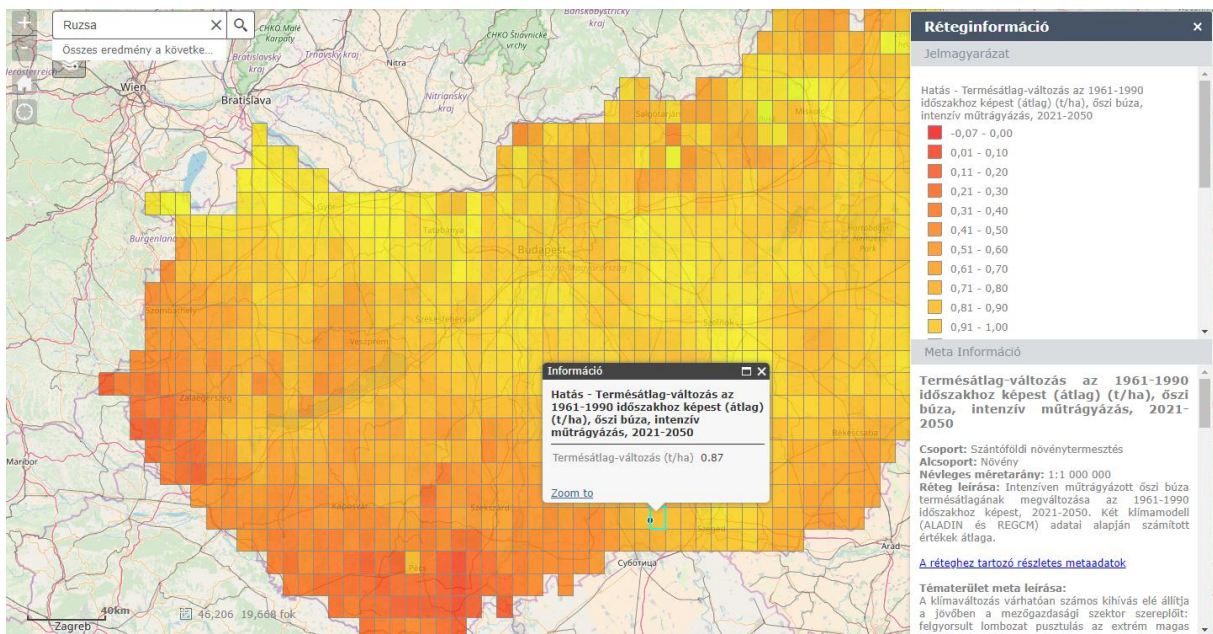 Ruzsa
Összes eredmény a követke...
CHKO Malé
Karpaty
Banskobystrický
kraj
CHKO Štiavnické
vrchy
Trnavský kraj
Nitra
Bratislavský
kraj
Wien
Bratislava
Nitriansky
kraj
Salgótarján
Miskolc
Győr
Burgenland
Tatabánya
Budapest
Közép-Magyarország
Hortobágyi
Nemzeti
Park
Szombathely
Székesfehérvár
Szolnok
Veszprém
Zalaegerszeg
Békéscsaba
Maribor
Kaposvár
Szekszárd
Szeged
Pécs
Суботица
Arad
Zagreb
40km
46,206 19,668 fok
Információ
Hatás - Termésátlag-változás az
1961-1990 időszakhoz képest (átlag)
(t/ha), őszi búza, intenzív
műtrágyázás, 2021-2050
Termésátlag-változás (t/ha) 0.87
Zoom to
Réteginformáció
Jelmagyarázat
Hatás - Termésátlag-változás az 1961-1990
időszakhoz képest (átlag) (t/ha), őszi búza,
intenzív műtrágyázás, 2021-2050
-0,07 - 0,00
0,01 - 0,10
0,11 - 0,20
0,21 - 0,30
0,31 - 0,40
0,41 - 0,50
0,51 - 0,60
0,61 - 0,70
0,71 - 0,80
0,81 - 0,90
0,91 - 1,00
Meta Információ
Termésátlag-változás az 1961-1990
időszakhoz képest (átlag) (t/ha), őszi
búza, intenzív műtrágyázás, 2021-
2050
Csoport: Szántóföldi növénytermesztés
Alcsoport: Növény
Névleges méretarány: 1:1 000 000
Réteg leírása: Intenzíven műtrágyázott őszi búza
termésátlagának megváltozása az 1961-1990
időszakhoz képest, 2021-2050. Két klímamodell
(ALADIN és REGCM) adatai alapján számított
értékek átlaga.
A réteghez tartozó részletes metaadatok
Tématerület meta leírása:
A klímaváltozás várhatóan számos kihívás elé állítja
a jövőben a mezőgazdasági szektor szereplőit:
felgyorsult lombozat pusztulás az extrém magas